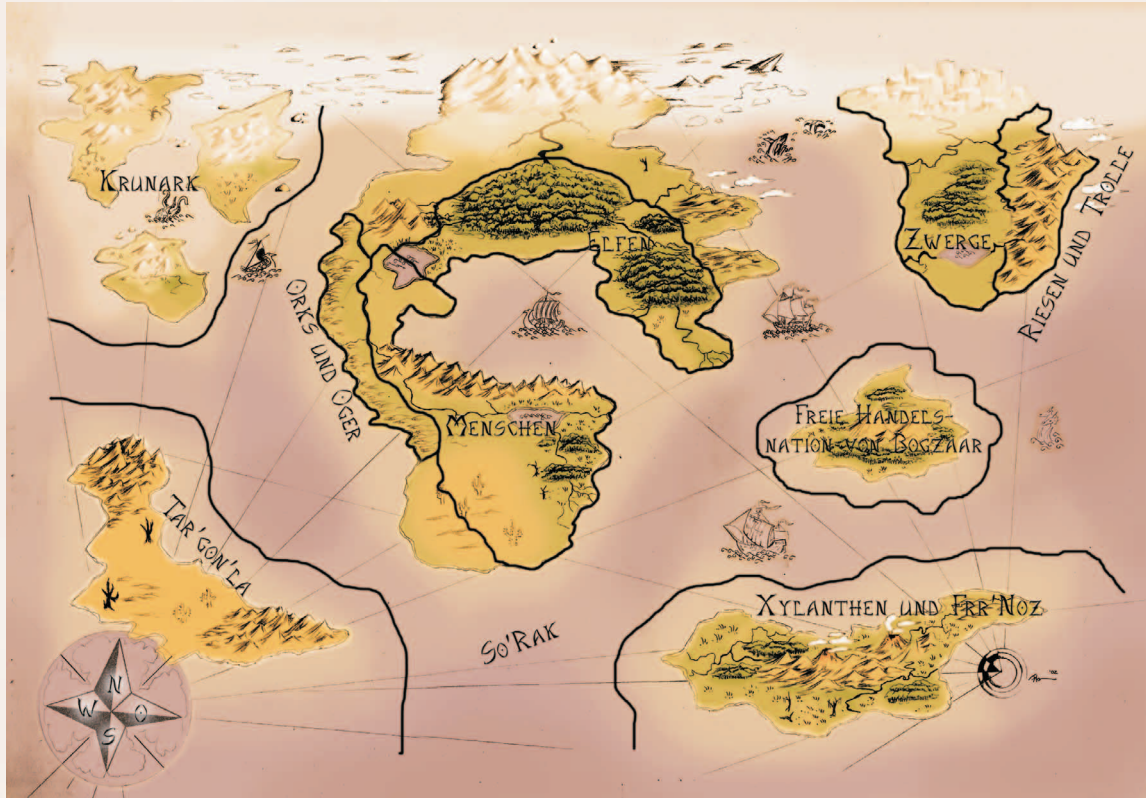 Krunark
Elfen
Zwerge
Riesen und Trolle
Orks und Oger
Menschen
Freie Handels-
nation von Bogzaar
Tar'gon'la
Xylanthen und Frr'Noz
So'Rak
N
W O
S